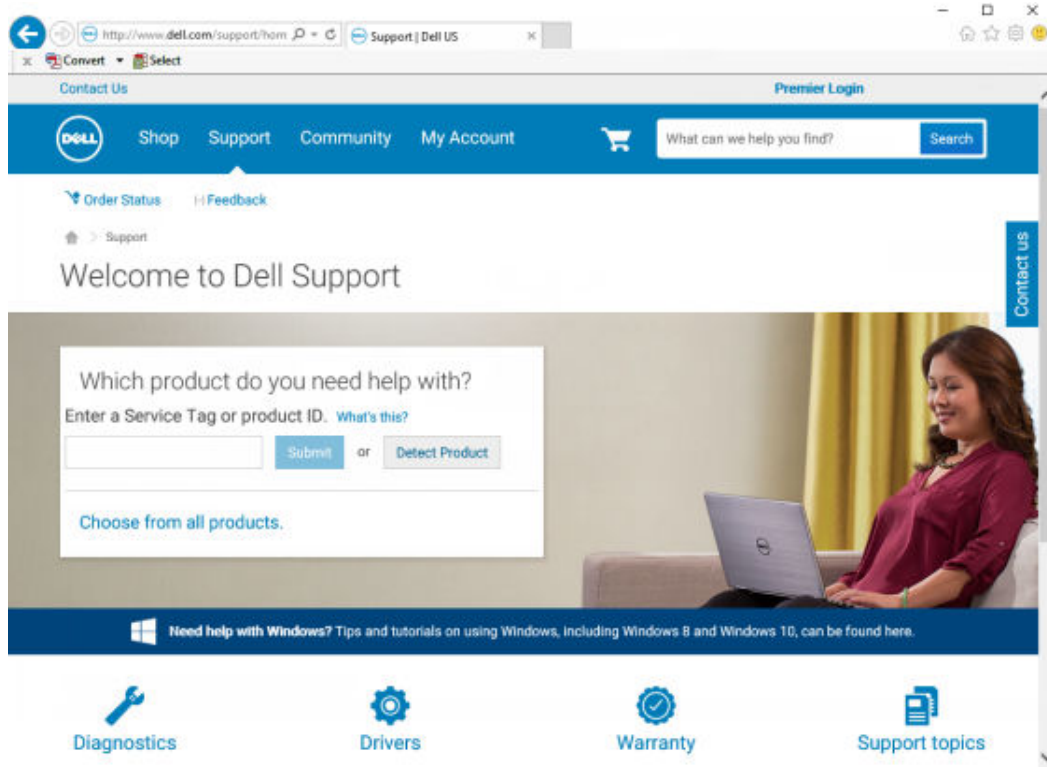 http://www.dell.com/support/hom
Support | Dell US
x Convert Select
Contact Us Premier Login
DELL Shop Support Community My Account What can we help you find? Search
Order Status Feedback
Support
Contact us
Welcome to Dell Support
Which product do you need help with?
Enter a Service Tag or product ID. What's this?
Submit or Detect Product
Choose from all products.
DELL
Need help with Windows? Tips and tutorials on using Windows, including Windows 8 and Windows 10, can be found here.
Diagnostics Drivers Warranty Support topics